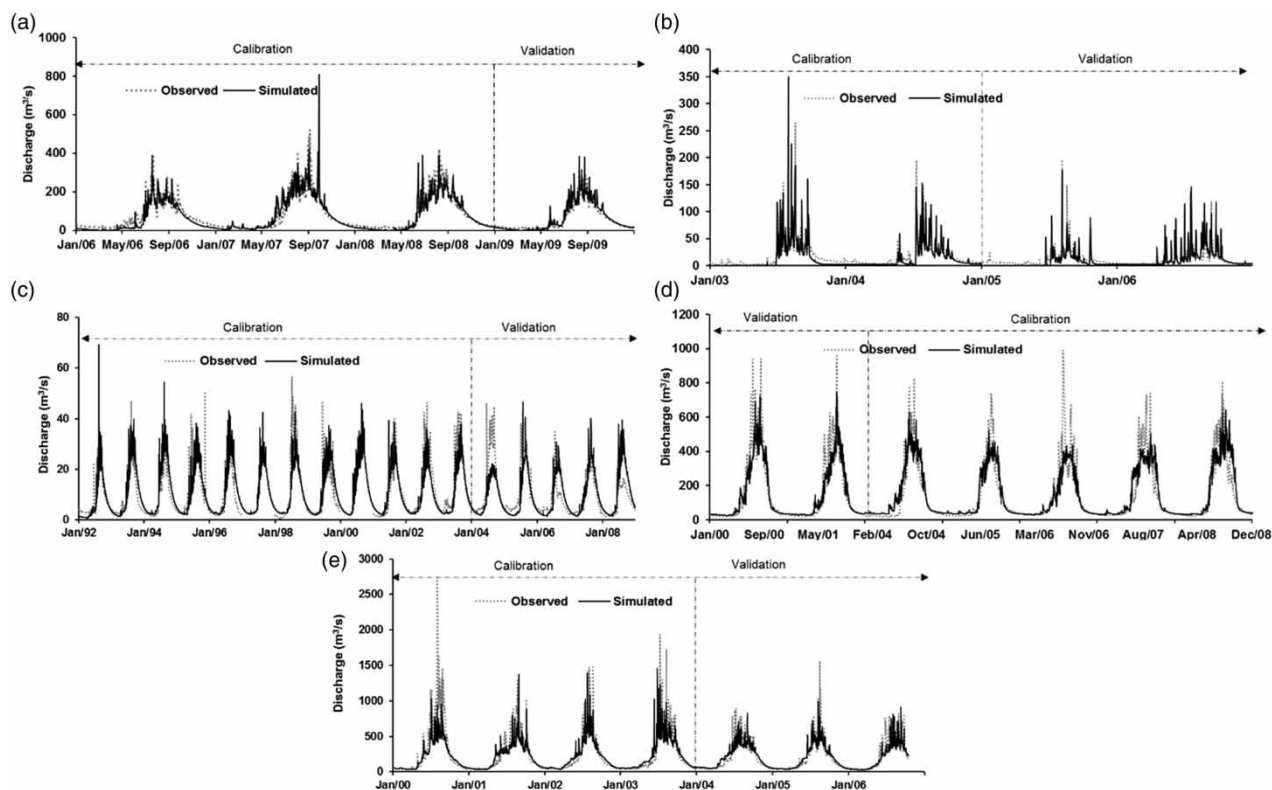 (a)
1000
800
600
400
200
0
Discharge (m³/s)
Calibration
Validation
Observed
Simulated
Jan/06 May/06 Sep/06 Jan/07 May/07 Sep/07 Jan/08 May/08 Sep/08 Jan/09 May/09 Sep/09
(b)
400
350
300
250
200
150
100
50
0
Discharge (m³/s)
Calibration
Validation
Observed
Simulated
Jan/03 Jan/04 Jan/05 Jan/06
(c)
80
60
40
20
0
Discharge (m³/s)
Calibration
Validation
Observed
Simulated
Jan/92 Jan/94 Jan/96 Jan/98 Jan/00 Jan/02 Jan/04 Jan/06 Jan/08
(d)
1200
1000
800
600
400
200
0
Discharge (m³/s)
Validation
Calibration
Observed
Simulated
Jan/00 Sep/00 May/01 Feb/04 Oct/04 Jun/05 Mar/06 Nov/06 Aug/07 Apr/08 Dec/08
(e)
3000
2500
2000
1500
1000
500
0
Discharge (m³/s)
Calibration
Validation
Observed
Simulated
Jan/00 Jan/01 Jan/02 Jan/03 Jan/04 Jan/05 Jan/06